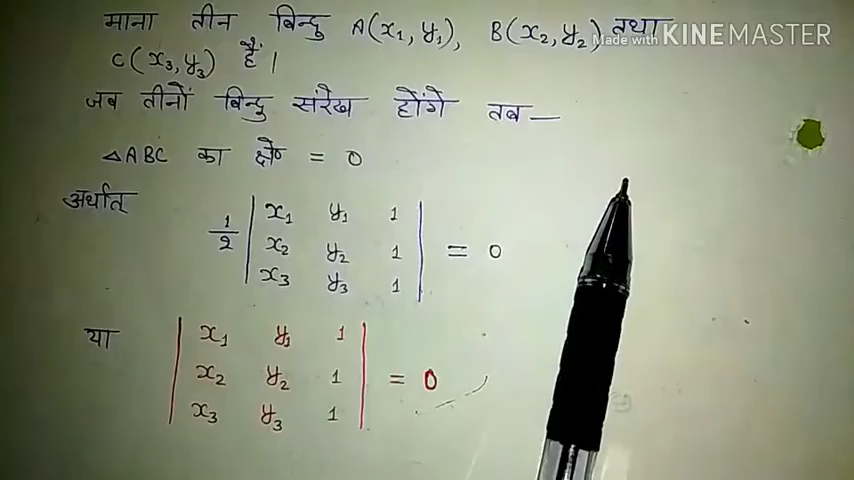 माना तीन बिन्दु A(x₁, y₁), B(x₂, y₂) तथा
Made with KINEMASTER
C(x₃, y₃) हैं।
जब तीनों बिन्दु संरेख होंगे तब—
△ABC का क्षे० = 0
अर्थात्
1/2 | x₁ y₁ 1 |
| x₂ y₂ 1 | = 0
| x₃ y₃ 1 |
या | x₁ y₁ 1 |
| x₂ y₂ 1 | = 0
| x₃ y₃ 1 |